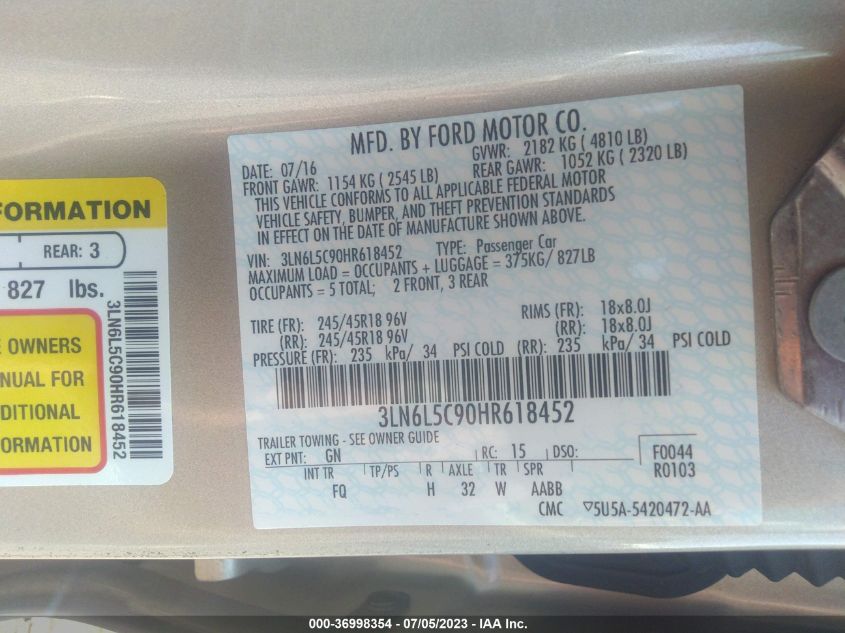 FORMATION
REAR: 3
827 lbs.
E OWNERS
ANUAL FOR
DITIONAL
FORMATION
3LN6L5C90HR618452
MFD. BY FORD MOTOR CO.
DATE: 07/16 GVWR: 2182 KG ( 4810 LB)
FRONT GAWR: 1154 KG ( 2545 LB) REAR GAWR: 1052 KG ( 2320 LB)
THIS VEHICLE CONFORMS TO ALL APPLICABLE FEDERAL MOTOR
VEHICLE SAFETY, BUMPER, AND THEFT PREVENTION STANDARDS
IN EFFECT ON THE DATE OF MANUFACTURE SHOWN ABOVE.
VIN: 3LN6L5C90HR618452 TYPE: Passenger Car
MAXIMUM LOAD = OCCUPANTS + LUGGAGE = 375KG/ 827LB
OCCUPANTS = 5 TOTAL; 2 FRONT, 3 REAR
TIRE (FR): 245/45R18 96V RIMS (FR): 18x8.0J
(RR): 245/45R18 96V (RR): 18x8.0J
PRESSURE (FR): 235 kPa/ 34 PSI COLD (RR): 235 kPa/ 34 PSI COLD
3LN6L5C90HR618452
TRAILER TOWING - SEE OWNER GUIDE
EXT PNT: GN RC: 15 DSO: F0044
INT TR TP/PS R AXLE TR SPR R0103
FQ H 32 W AABB
CMC ▽5U5A-5420472-AA
000-36998354 - 07/05/2023 - IAA Inc.